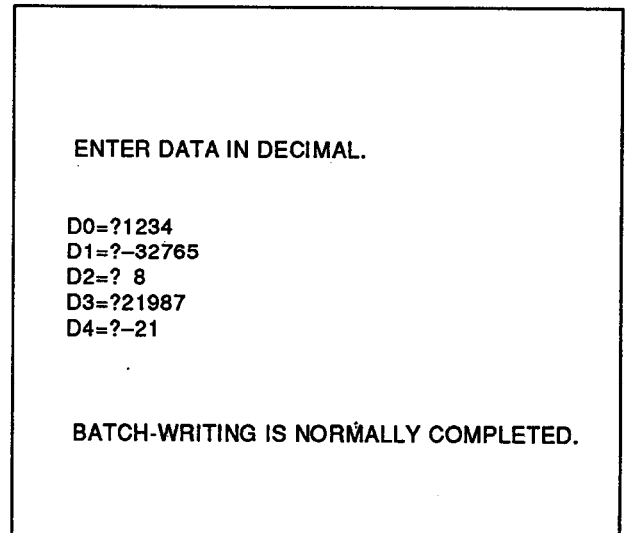 ENTER DATA IN DECIMAL.
D0=?1234
D1=?–32765
D2=? 8
D3=?21987
D4=?–21
BATCH-WRITING IS NORMALLY COMPLETED.